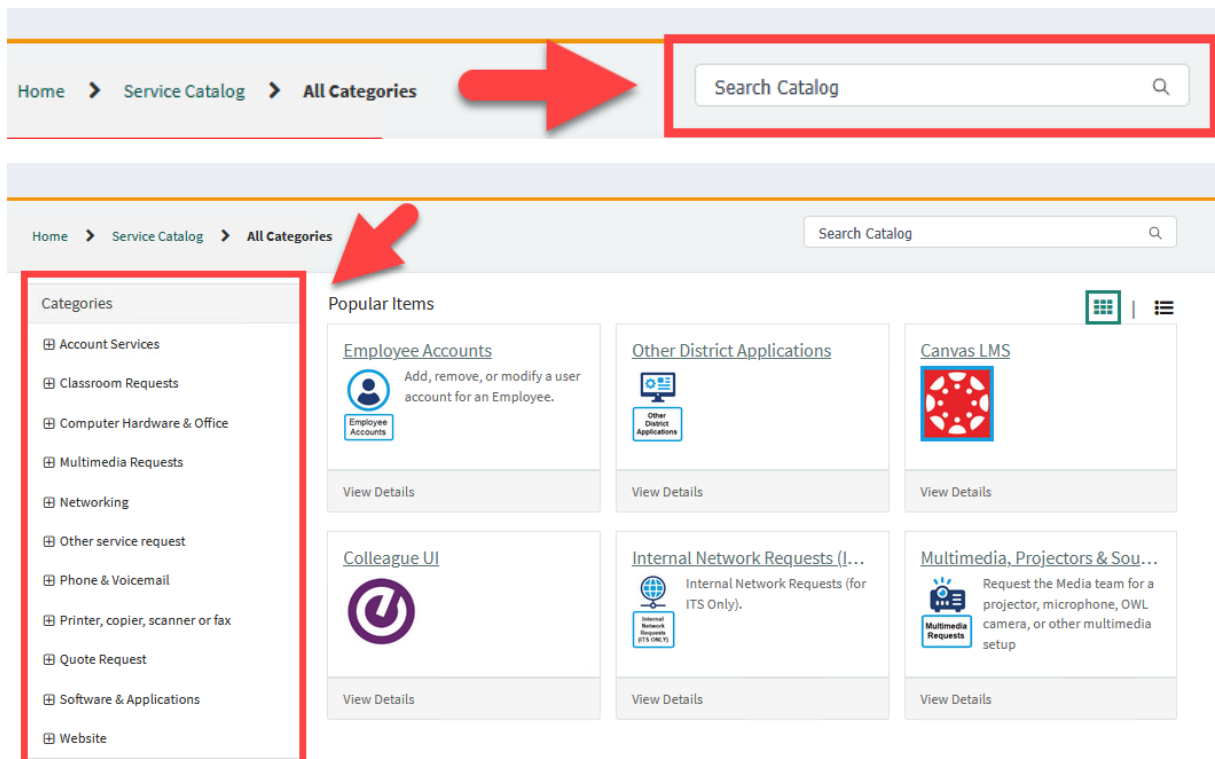 Home > Service Catalog > All Categories
Search Catalog
Home > Service Catalog > All Categories
Search Catalog
Categories
Account Services
Classroom Requests
Computer Hardware & Office
Multimedia Requests
Networking
Other service request
Phone & Voicemail
Printer, copier, scanner or fax
Quote Request
Software & Applications
Website
Popular Items
|
Employee Accounts
Add, remove, or modify a user
account for an Employee.
Employee
Accounts
View Details
Other District Applications
Other
District
Applications
View Details
Canvas LMS
View Details
Colleague UI
View Details
Internal Network Requests (I...
Internal Network Requests (for
ITS Only).
Internal
Network
Requests
(ITS ONLY)
View Details
Multimedia, Projectors & Sou...
Request the Media team for a
projector, microphone, OWL
camera, or other multimedia
setup
Multimedia
Requests
View Details